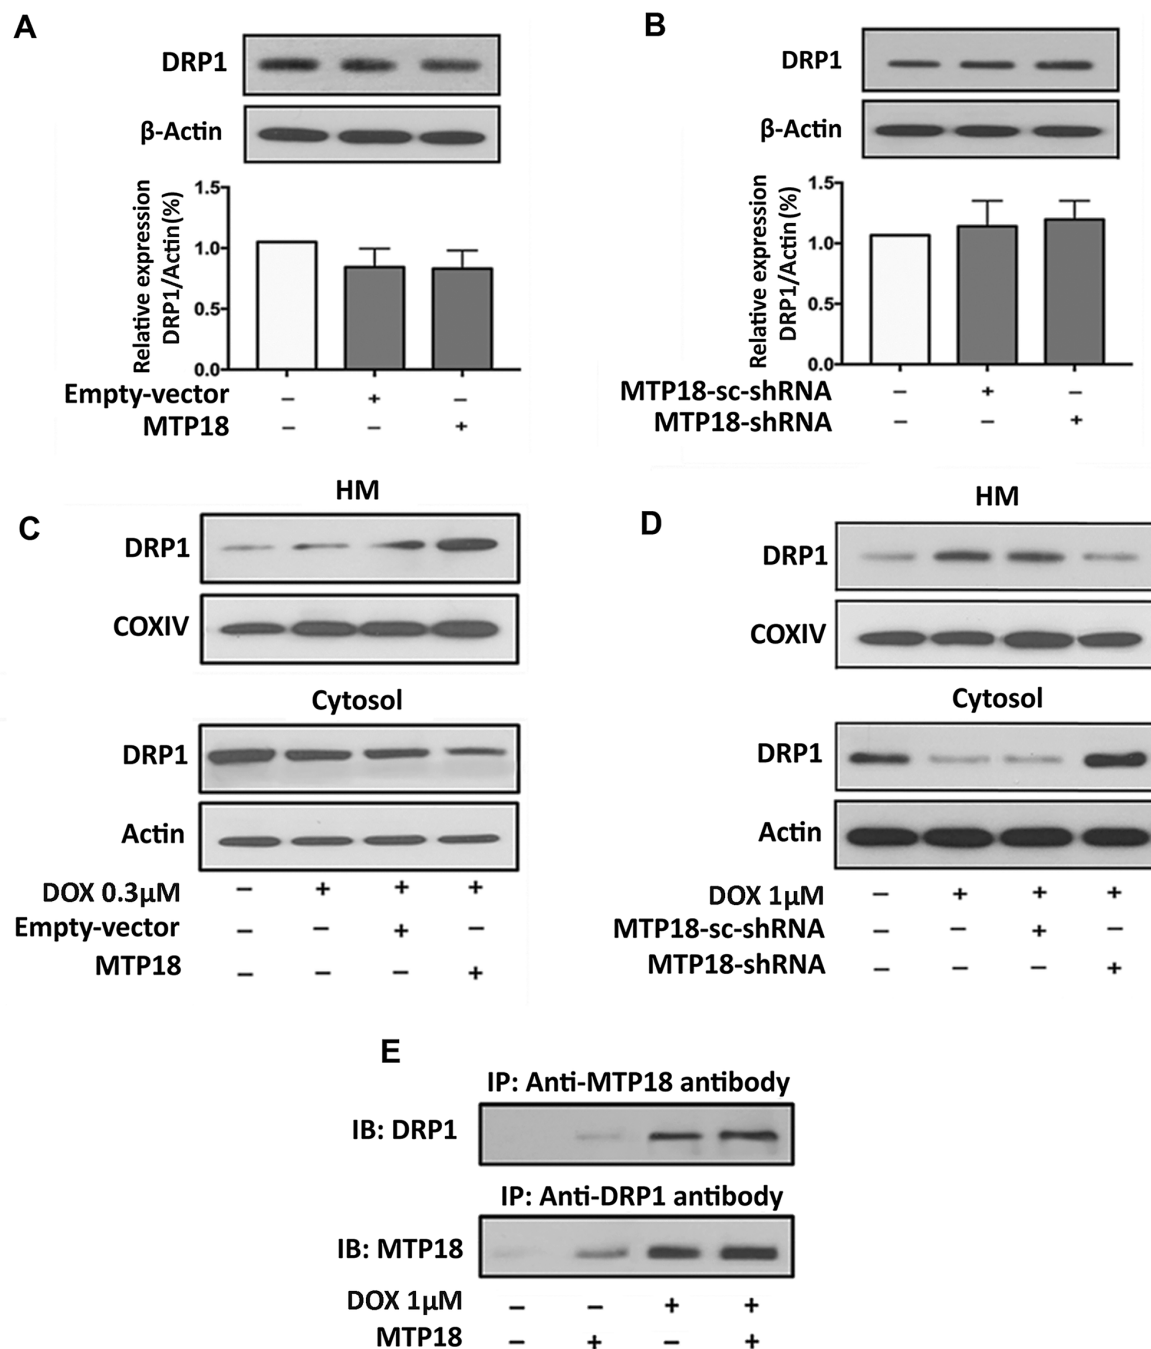 A
DRP1
β-Actin
Relative expression
DRP1/Actin(%)
1.5
1.0
0.5
0.0
Empty-vector – + –
MTP18 – – +
B
DRP1
β-Actin
Relative expression
DRP1/Actin(%)
1.5
1.0
0.5
0.0
MTP18-sc-shRNA – + –
MTP18-shRNA – – +
C
HM
DRP1
COXIV
Cytosol
DRP1
Actin
DOX 0.3μM – + + +
Empty-vector – – + –
MTP18 – – – +
D
HM
DRP1
COXIV
Cytosol
DRP1
Actin
DOX 1μM – + + +
MTP18-sc-shRNA – – + –
MTP18-shRNA – – – +
E
IP: Anti-MTP18 antibody
IB: DRP1
IP: Anti-DRP1 antibody
IB: MTP18
DOX 1μM – – + +
MTP18 – + – +